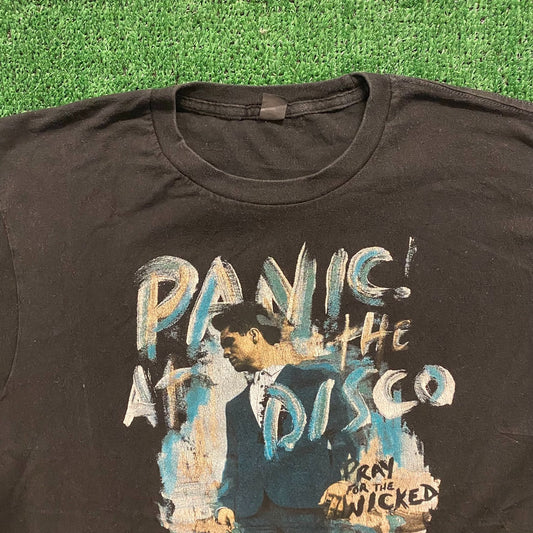 PANIC!
AT THE
DISCO
PRAY
FOR THE
WICKED